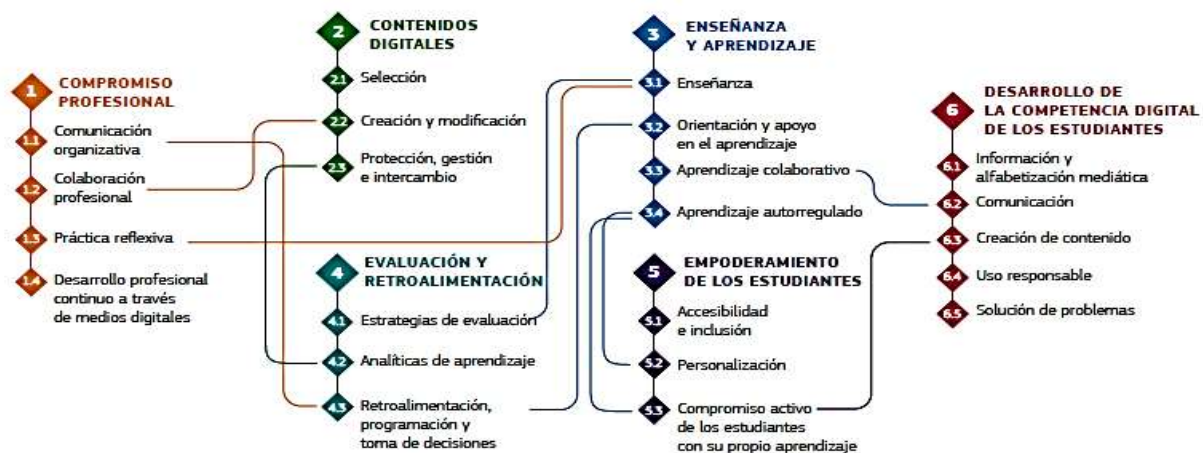 1
COMPROMISO
PROFESIONAL
1.1
Comunicación
organizativa
1.2
Colaboración
profesional
1.3
Práctica reflexiva
1.4
Desarrollo profesional
continuo a través
de medios digitales
2
CONTENIDOS
DIGITALES
2.1
Selección
2.2
Creación y modificación
2.3
Protección, gestión
e intercambio
3
ENSEÑANZA
Y APRENDIZAJE
3.1
Enseñanza
3.2
Orientación y apoyo
en el aprendizaje
3.3
Aprendizaje colaborativo
3.4
Aprendizaje autorregulado
4
EVALUACIÓN Y
RETROALIMENTACIÓN
4.1
Estrategias de evaluación
4.2
Analíticas de aprendizaje
4.3
Retroalimentación,
programación y
toma de decisiones
5
EMPODERAMIENTO
DE LOS ESTUDIANTES
5.1
Accesibilidad
e inclusión
5.2
Personalización
5.3
Compromiso activo
de los estudiantes
con su propio aprendizaje
6
DESARROLLO DE
LA COMPETENCIA DIGITAL
DE LOS ESTUDIANTES
6.1
Información y
alfabetización mediática
6.2
Comunicación
6.3
Creación de contenido
6.4
Uso responsable
6.5
Solución de problemas